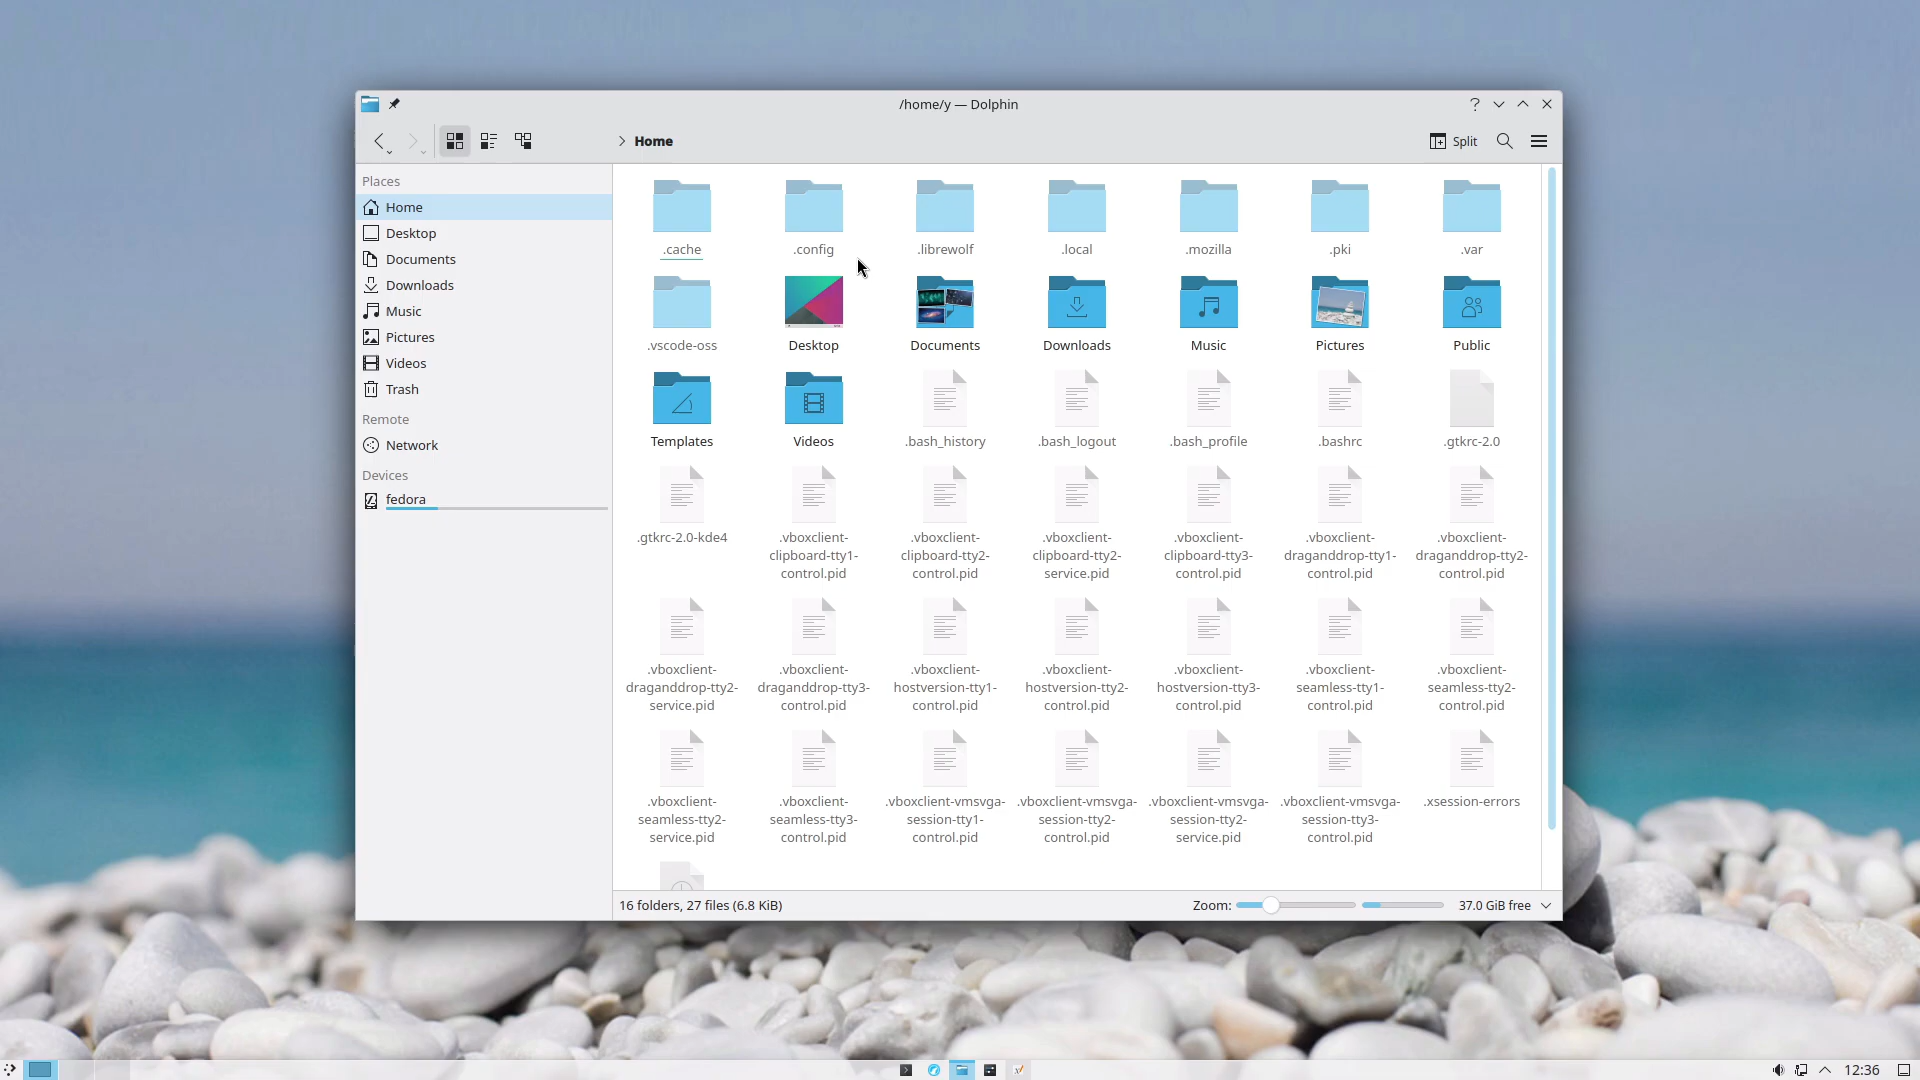 /home/y — Dolphin
Home
Split
Places
Home
Desktop
Documents
Downloads
Music
Pictures
Videos
Trash
Remote
Network
Devices
fedora
.cache
.config
.librewolf
.local
.mozilla
.pki
.var
.vscode-oss
Desktop
Documents
Downloads
Music
Pictures
Public
Templates
Videos
.bash_history
.bash_logout
.bash_profile
.bashrc
.gtkrc-2.0
.gtkrc-2.0-kde4
.vboxclient-
clipboard-tty1-
control.pid
.vboxclient-
clipboard-tty2-
control.pid
.vboxclient-
clipboard-tty2-
service.pid
.vboxclient-
clipboard-tty3-
control.pid
.vboxclient-
draganddrop-tty1-
control.pid
.vboxclient-
draganddrop-tty2-
control.pid
.vboxclient-
draganddrop-tty2-
service.pid
.vboxclient-
draganddrop-tty3-
control.pid
.vboxclient-
hostversion-tty1-
control.pid
.vboxclient-
hostversion-tty2-
control.pid
.vboxclient-
hostversion-tty3-
control.pid
.vboxclient-
seamless-tty1-
control.pid
.vboxclient-
seamless-tty2-
control.pid
.vboxclient-
seamless-tty2-
service.pid
.vboxclient-
seamless-tty3-
control.pid
.vboxclient-vmsvga-
session-tty1-
control.pid
.vboxclient-vmsvga-
session-tty2-
control.pid
.vboxclient-vmsvga-
session-tty2-
service.pid
.vboxclient-vmsvga-
session-tty3-
control.pid
.xsession-errors
16 folders, 27 files (6.8 KiB)
Zoom:
37.0 GiB free
12:36